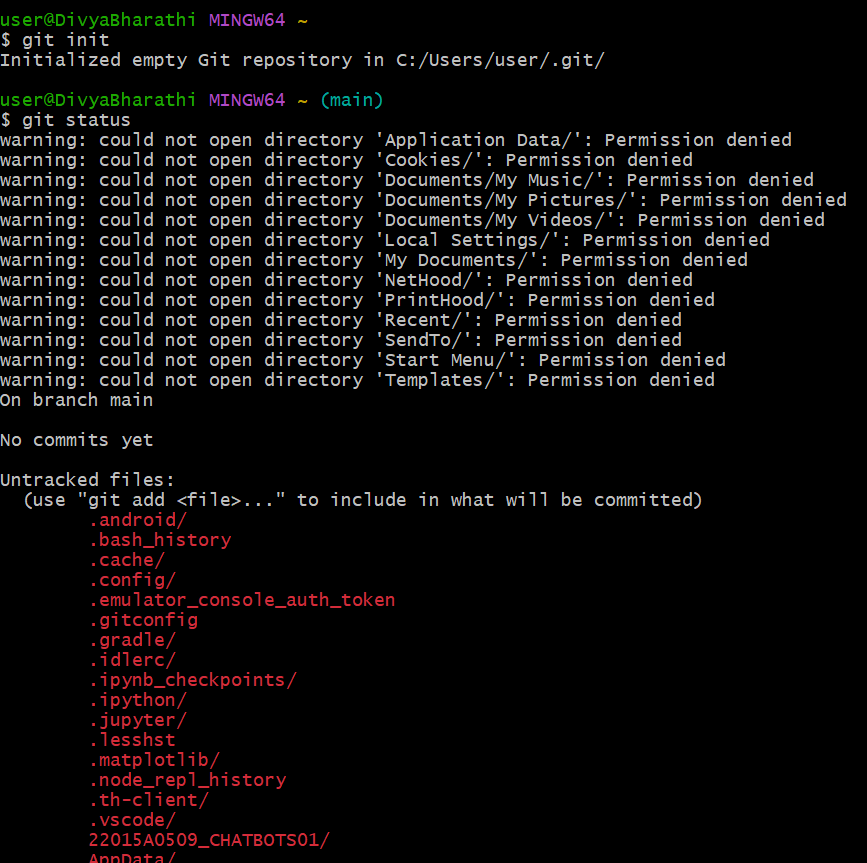 user@DivyaBharathi MINGW64 ~
$ git init
Initialized empty Git repository in C:/Users/user/.git/
user@DivyaBharathi MINGW64 ~ (main)
$ git status
warning: could not open directory 'Application Data/': Permission denied
warning: could not open directory 'Cookies/': Permission denied
warning: could not open directory 'Documents/My Music/': Permission denied
warning: could not open directory 'Documents/My Pictures/': Permission denied
warning: could not open directory 'Documents/My Videos/': Permission denied
warning: could not open directory 'Local Settings/': Permission denied
warning: could not open directory 'My Documents/': Permission denied
warning: could not open directory 'NetHood/': Permission denied
warning: could not open directory 'PrintHood/': Permission denied
warning: could not open directory 'Recent/': Permission denied
warning: could not open directory 'SendTo/': Permission denied
warning: could not open directory 'Start Menu/': Permission denied
warning: could not open directory 'Templates/': Permission denied
On branch main
No commits yet
Untracked files:
(use "git add <file>..." to include in what will be committed)
.android/
.bash_history
.cache/
.config/
.emulator_console_auth_token
.gitconfig
.gradle/
.idlerc/
.ipynb_checkpoints/
.ipython/
.jupyter/
.lesshst
.matplotlib/
.node_repl_history
.th-client/
.vscode/
22015A0509_CHATBOTS01/
AppData/